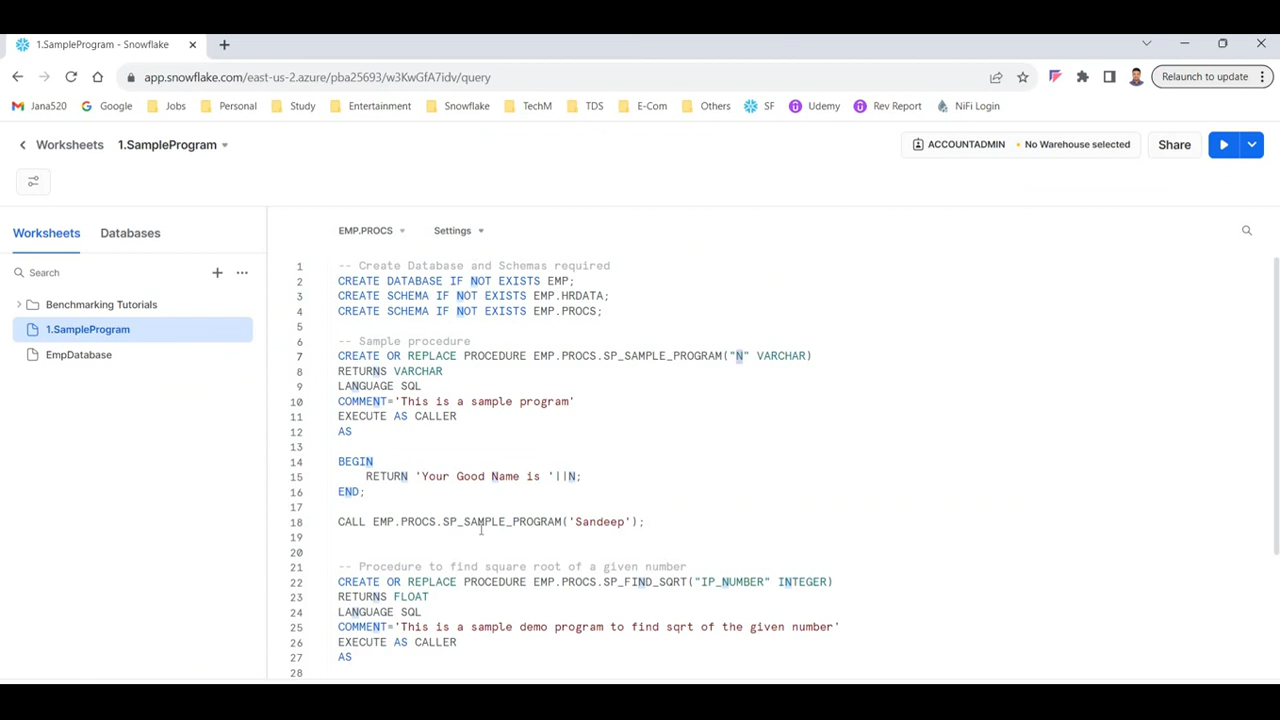 1.SampleProgram - Snowflake
app.snowflake.com/east-us-2.azure/pba25693/w3KwGfA7idv/query
Relaunch to update
Jana520 Google Jobs Personal Study Entertainment Snowflake TechM TDS E-Com Others SF Udemy Rev Report NiFi Login
Worksheets 1.SampleProgram
ACCOUNTADMIN No Warehouse selected Share
Worksheets Databases
EMP.PROCS Settings
Search
Benchmarking Tutorials
1.SampleProgram
EmpDatabase
1 -- Create Database and Schemas required
2 CREATE DATABASE IF NOT EXISTS EMP;
3 CREATE SCHEMA IF NOT EXISTS EMP.HRDATA;
4 CREATE SCHEMA IF NOT EXISTS EMP.PROCS;
5
6 -- Sample procedure
7 CREATE OR REPLACE PROCEDURE EMP.PROCS.SP_SAMPLE_PROGRAM("N" VARCHAR)
8 RETURNS VARCHAR
9 LANGUAGE SQL
10 COMMENT='This is a sample program'
11 EXECUTE AS CALLER
12 AS
13
14 BEGIN
15 RETURN 'Your Good Name is '||N;
16 END;
17
18 CALL EMP.PROCS.SP_SAMPLE_PROGRAM('Sandeep');
19
20
21 -- Procedure to find square root of a given number
22 CREATE OR REPLACE PROCEDURE EMP.PROCS.SP_FIND_SQRT("IP_NUMBER" INTEGER)
23 RETURNS FLOAT
24 LANGUAGE SQL
25 COMMENT='This is a sample demo program to find sqrt of the given number'
26 EXECUTE AS CALLER
27 AS
28